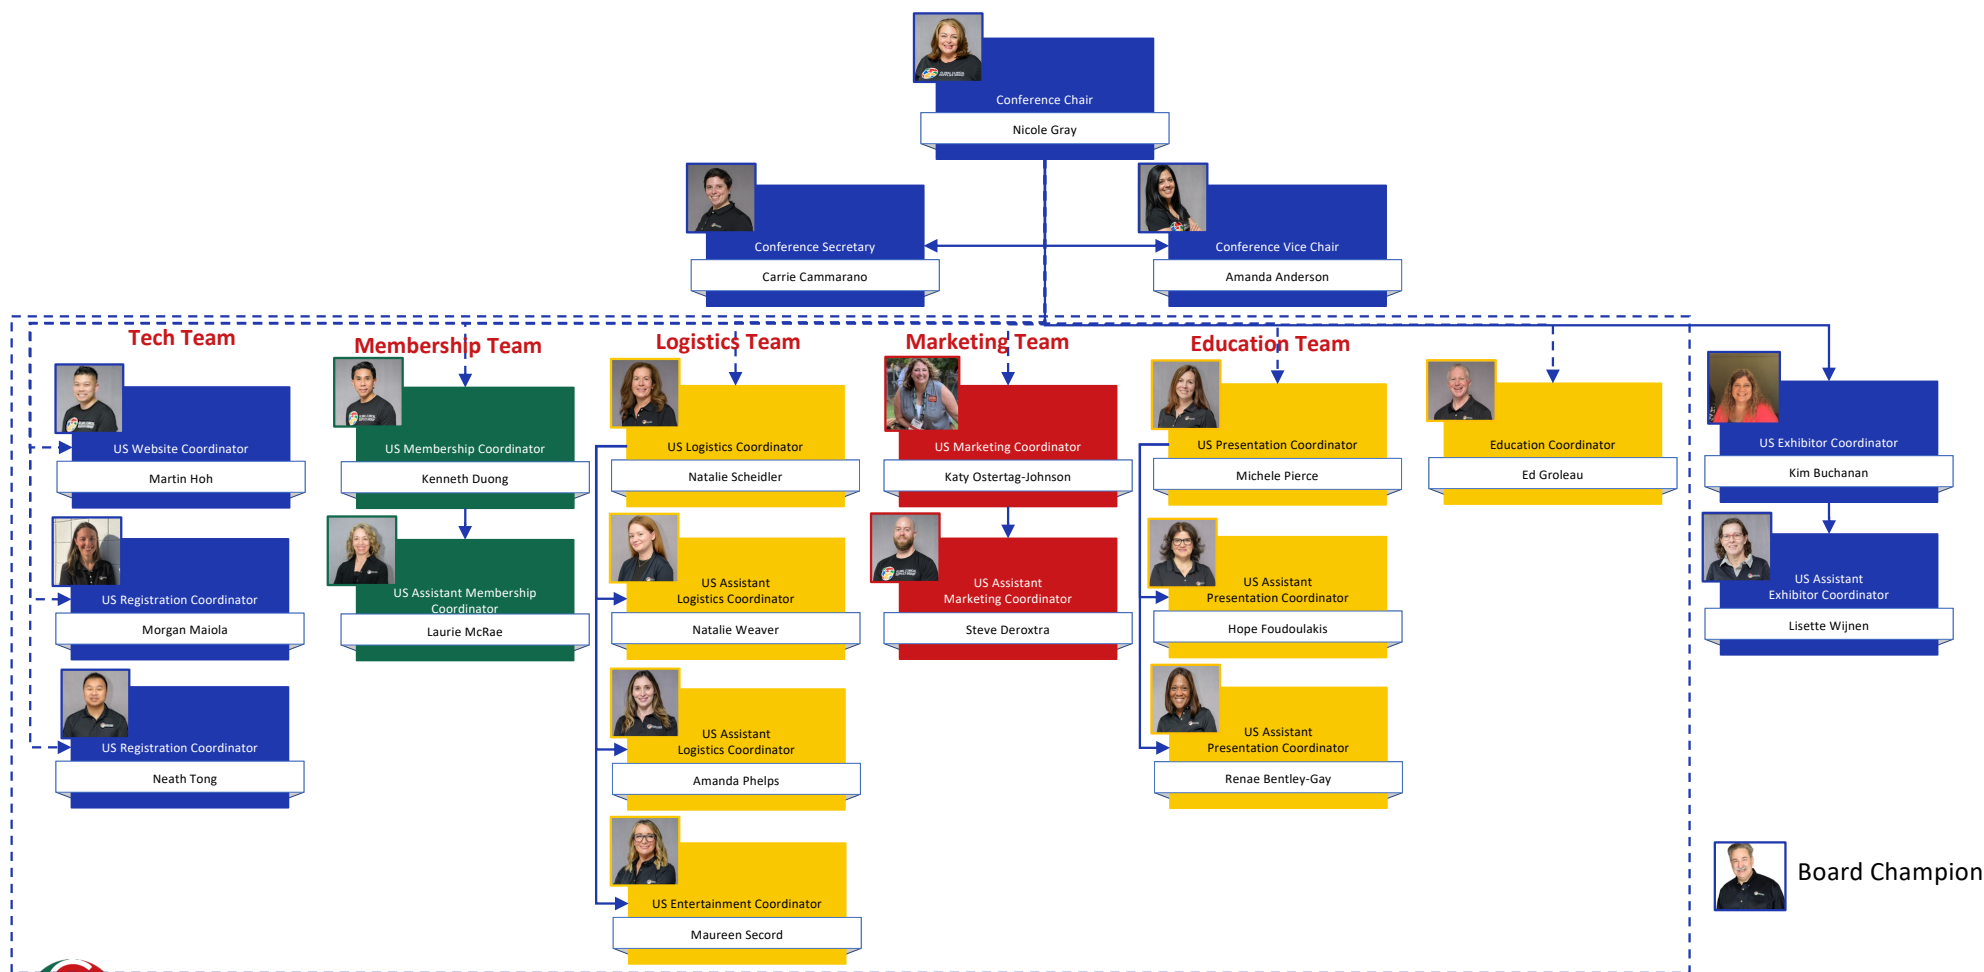 Conference Chair
Nicole Gray
Conference Secretary
Carrie Cammarano
Conference Vice Chair
Amanda Anderson
Tech Team
Membership Team
Logistics Team
Marketing Team
Education Team
US Website Coordinator
Martin Hoh
US Membership Coordinator
Kenneth Duong
US Logistics Coordinator
Natalie Scheidler
US Marketing Coordinator
Katy Ostertag-Johnson
US Presentation Coordinator
Michele Pierce
Education Coordinator
Ed Groleau
US Exhibitor Coordinator
Kim Buchanan
US Registration Coordinator
Morgan Maiola
US Assistant Membership
Coordinator
Laurie McRae
US Assistant
Logistics Coordinator
Natalie Weaver
US Assistant
Marketing Coordinator
Steve Deroxtra
US Assistant
Presentation Coordinator
Hope Foudoulakis
US Assistant
Exhibitor Coordinator
Lisette Wijnen
US Registration Coordinator
Neath Tong
US Assistant
Logistics Coordinator
Amanda Phelps
US Assistant
Presentation Coordinator
Renae Bentley-Gay
US Entertainment Coordinator
Maureen Secord
Board Champion